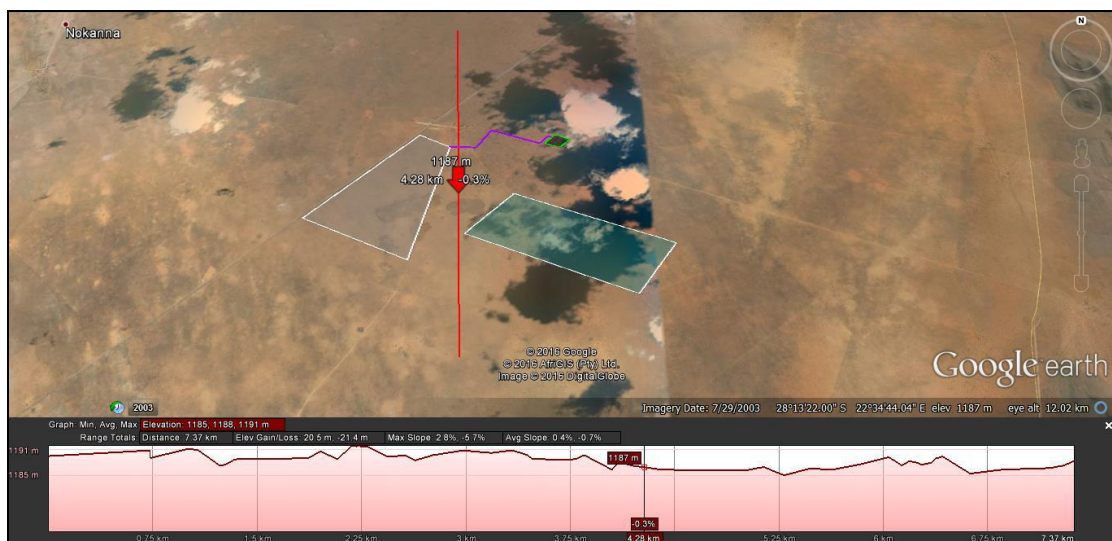 N
Nokanna
1187 m
4.28 km -0.3%
© 2016 Google
© 2016 AfriGIS (Pty) Ltd.
Image © 2016 DigitalGlobe
Google earth
2003
Imagery Date: 7/29/2003 28°13'22.00" S 22°34'44.04" E elev 1187 m eye alt 12.02 km
Graph: Min, Avg, Max Elevation: 1185, 1188, 1191 m
Range Totals: Distance: 7.37 km Elev Gain/Loss: 20.5 m, -21.4 m Max Slope: 2.8%, -5.7% Avg Slope: 0.4%, -0.7%
1191 m
1187 m
1185 m
-0.3%
0.75 km 1.5 km 2.25 km 3 km 3.75 km 4.28 km 5.25 km 6 km 6.75 km 7.37 km